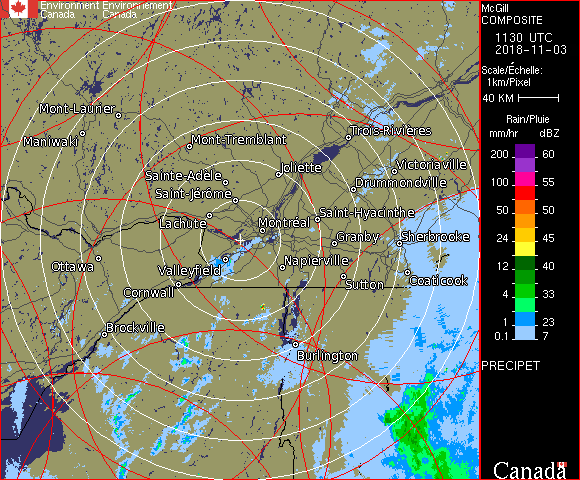 Environment Environnement
Canada Canada
McGill
COMPOSITE
1130 UTC
2018-11-03
Scale/Échelle:
1km/Pixel
40 KM
Rain/Pluie
mm/hr dBZ
200 60
100 55
50 50
24 45
12 40
4 33
1 23
0.1 7
PRECIPET
Canada
Mont-Laurier
Maniwaki
Mont-Tremblant
Trois-Rivières
Sainte-Adèle
Joliette
Victoriaville
Saint-Jérôme
Drummondville
Lachute
Montréal
Saint-Hyacinthe
Granby
Sherbrooke
Ottawa
Valleyfield
Napierville
Cornwall
Sutton
Coaticook
Brockville
Burlington